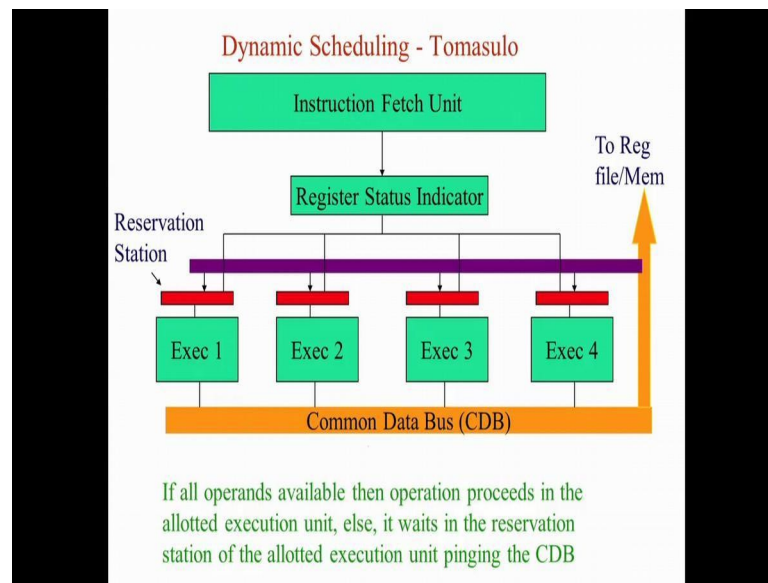 Dynamic Scheduling - Tomasulo
Instruction Fetch Unit
To Reg
file/Mem
Register Status Indicator
Reservation
Station
Exec 1
Exec 2
Exec 3
Exec 4
Common Data Bus (CDB)
If all operands available then operation proceeds in the
allotted execution unit, else, it waits in the reservation
station of the allotted execution unit pinging the CDB